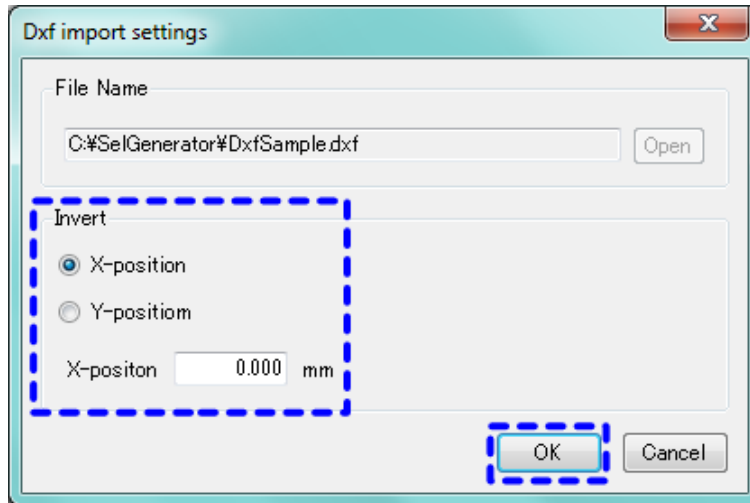 Dxf import settings
File Name
C:¥SelGenerator¥DxfSample.dxf
Open
Invert
X-position
Y-positiom
X-positon 0.000 mm
OK Cancel